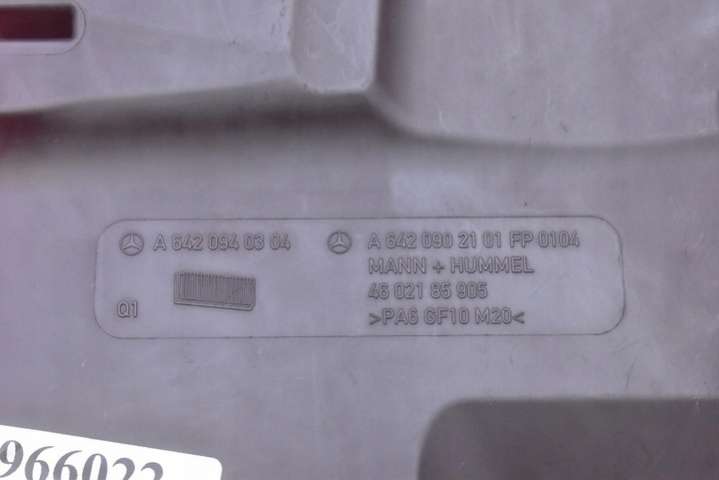 A 642 094 03 04
A 642 090 21 01 FP 0104
MANN + HUMMEL
46 021 85 905
Q1
>PA6 GF10 M20<